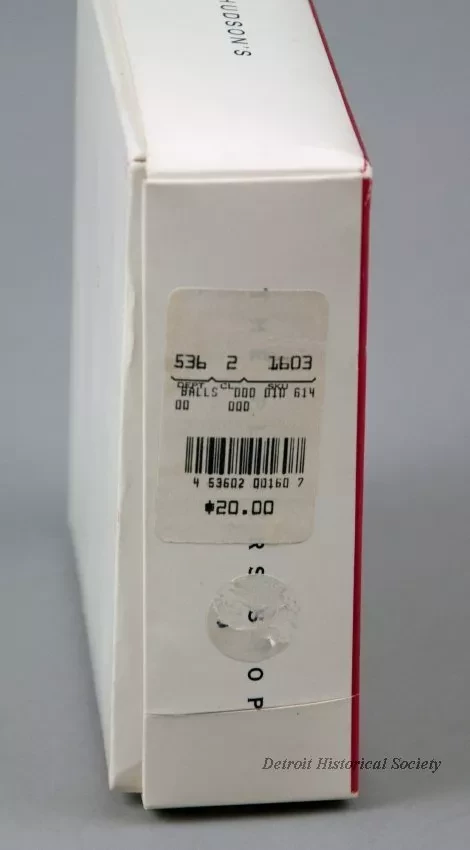 HUDSON'S
536 2 1603
DEPT CL SKU
BALLS 000 010 614
00 000
4 53602 00160 7
$20.00
R S S O P
Detroit Historical Society